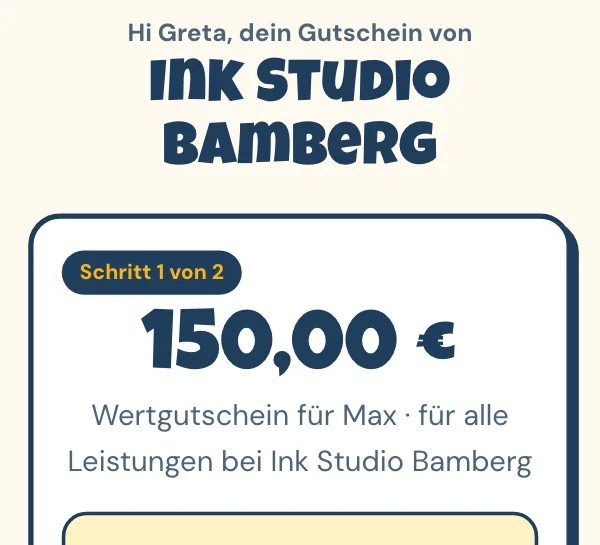 Hi Greta, dein Gutschein von
Ink Studio
Bamberg
Schritt 1 von 2
150,00 €
Wertgutschein für Max · für alle
Leistungen bei Ink Studio Bamberg